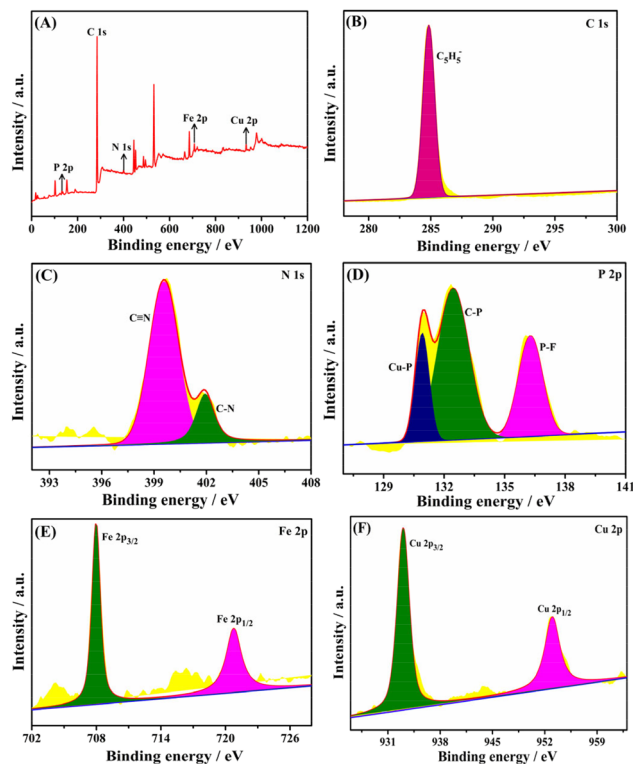 (A)
C 1s
P 2p
N 1s
Fe 2p
Cu 2p
Intensity / a.u.
0 200 400 600 800 1000 1200
Binding energy / eV
(B)
C 1s
C₅H₅⁻
Intensity / a.u.
280 285 290 295 300
Binding energy / eV
(C)
N 1s
C≡N
C-N
Intensity / a.u.
393 396 399 402 405 408
Binding energy / eV
(D)
P 2p
C-P
Cu-P
P-F
Intensity / a.u.
129 132 135 138 141
Binding energy / eV
(E)
Fe 2p
Fe 2p₃/₂
Fe 2p₁/₂
Intensity / a.u.
702 708 714 720 726
Binding energy / eV
(F)
Cu 2p
Cu 2p₃/₂
Cu 2p₁/₂
Intensity / a.u.
931 938 945 952 959
Binding energy / eV